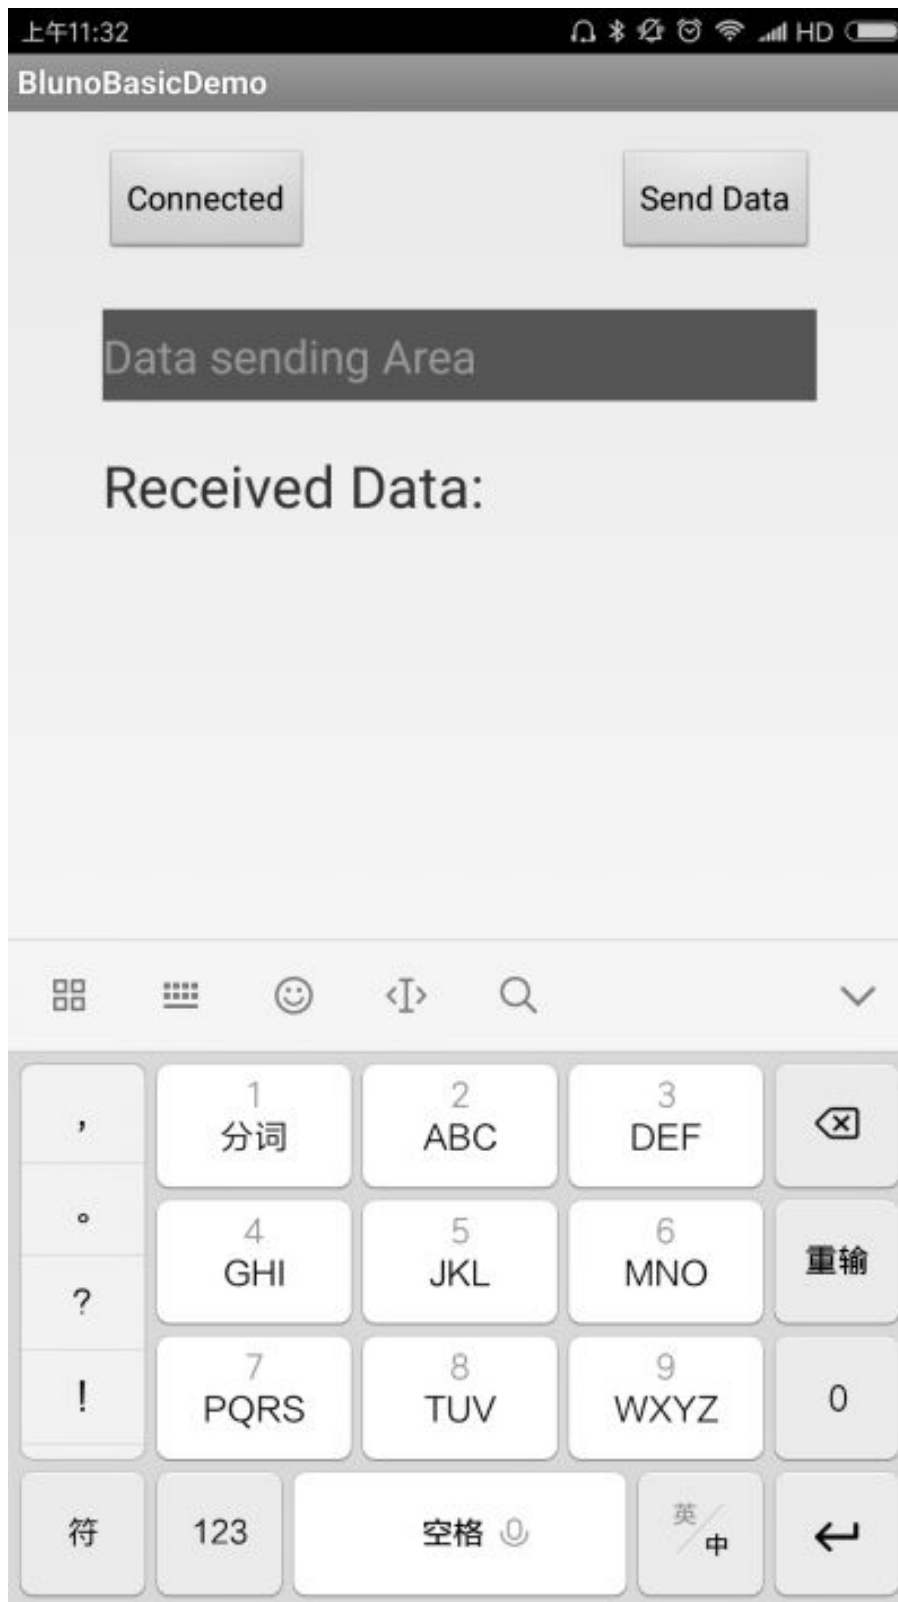 上午11:32 HD
BlunoBasicDemo
Connected Send Data
Data sending Area
Received Data:
, 1 2 3
分词 ABC DEF
。 4 5 6
GHI JKL MNO 重输
?
7 8 9
! PQRS TUV WXYZ 0
符 123 空格 英/中